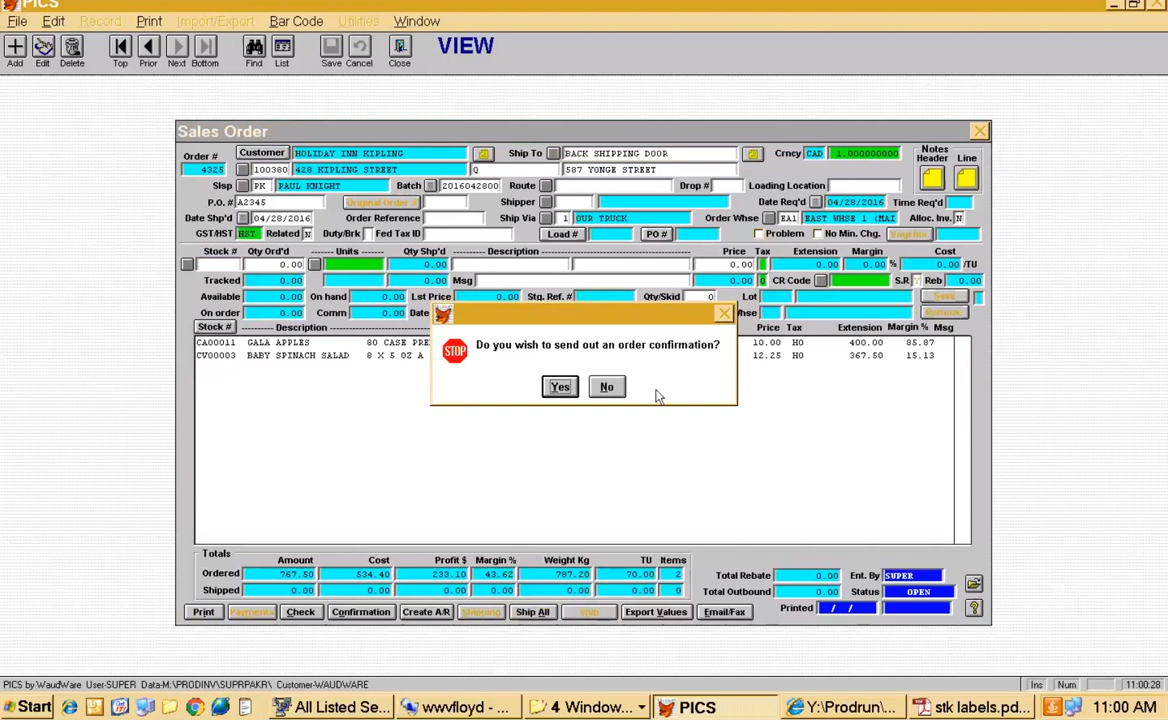 PICS
File Edit Record Print Import/Export Bar Code Utilities Window
Add Edit Delete Top Prior Next Bottom Find List Save Cancel Close VIEW
Sales Order
Order # Customer HOLIDAY INN KIPLING Ship To BACK SHIPPING DOOR Crncy CAD 1.000000000 Notes Header Line
4325 100380 428 KIPLING STREET Q 587 YONGE STREET
Slsp PK PAUL KNIGHT Batch 2016042800 Route Drop # Loading Location
P.O. # A2345 Original Order # Shipper Date Req'd 04/28/2016 Time Req'd
Date Shp'd 04/28/2016 Order Reference Ship Via 1 OUR TRUCK Order Whse EA1 EAST WHSE 1 (MAI Alloc. Inv. N
GST/HST HST Related N Duty/Brk Fed Tax ID Load # PO # Problem No Min. Chg.
Stock # Qty Ord'd Units Qty Shp'd Description Price Tax Extension Margin Cost
0.00 0.00 0.00 0.00 0.00 % 0.00 /TU
Tracked 0.00 0.00 Msg 0.00 0 CR Code S.R Reb 0.00
Available 0.00 On hand 0.00 Lst Price 0.00 Stg. Ref. # Qty/Skid 0 Lot Save
On order 0.00 Comm 0.00 Date hse Remove
Stock # Description Price Tax Extension Margin % Msg
CA00011 GALA APPLES 80 CASE PRE 10.00 H0 400.00 85.87
CV00003 BABY SPINACH SALAD 8 X 5 OZ A 12.25 H0 367.50 15.13
STOP Do you wish to send out an order confirmation?
Yes No
Totals
Amount Cost Profit $ Margin % Weight Kg TU Items
Ordered 767.50 534.40 233.10 43.62 787.20 70.00 2
Shipped 0.00 0.00 0.00 0.00 0.00 0.00 0
Total Rebate 0.00 Ent. By SUPER
Total Outbound 0.00 Status OPEN
Printed / /
Print Payments Check Confirmation Create A/R Shipping Ship All Export Values Email/Fax
PICS by WaudWare User-SUPER Data-M:\PRODINV\SUPRPAKR\ Customer-WAUDWARE Ins Num 11:00:28
Start All Listed Se... wwvfloyd - ... 4 Window... PICS Y:\Prodrun\... stk labels.pd... 11:00 AM